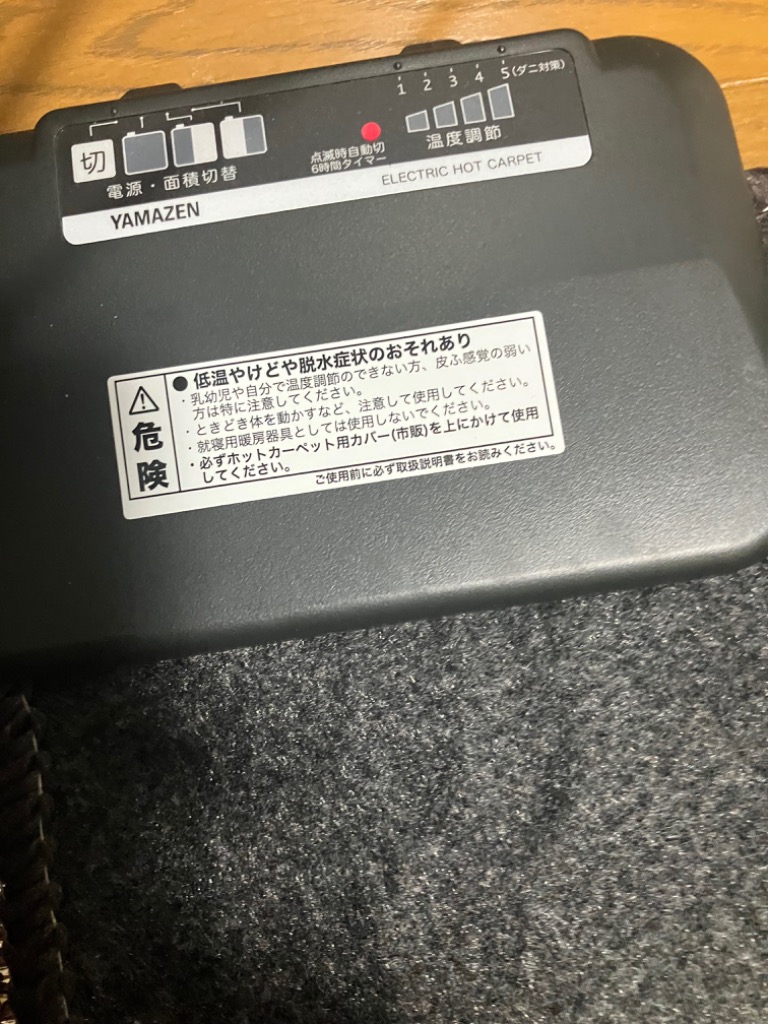 1 2 3 4 5(ダニ対策)
切
電源・面積切替
点滅時自動切
6時間タイマー
温度調節
YAMAZEN
ELECTRIC HOT CARPET
危険
●低温やけどや脱水症状のおそれあり
・乳幼児や自分で温度調節のできない方、皮ふ感覚の弱い
方は特に注意してください。
・ときどき体を動かすなど、注意して使用してください。
・就寝用暖房器具としては使用しないでください。
・必ずホットカーペット用カバー(市販)を上にかけて使用
してください。
ご使用前に必ず取扱説明書をお読みください。